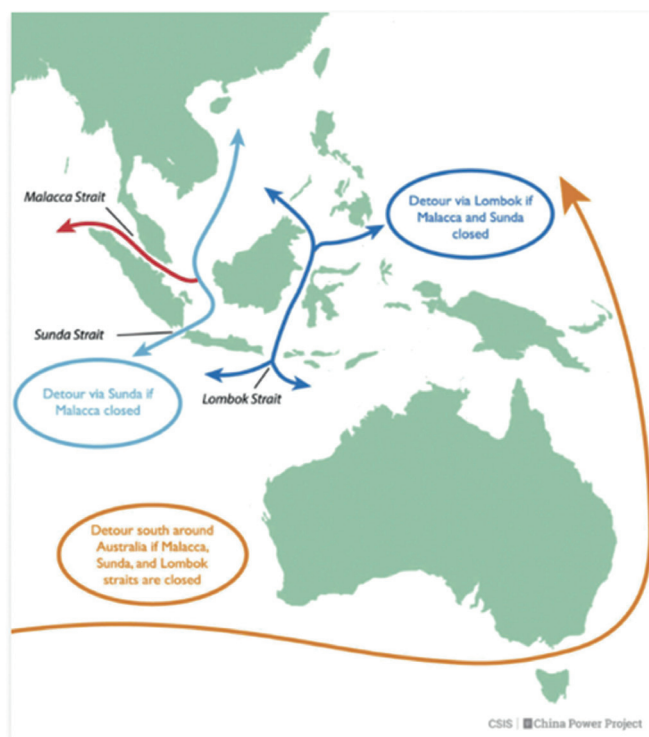 Malacca Strait
Detour via Lombok if
Malacca and Sunda
closed
Sunda Strait
Detour via Sunda if
Malacca closed
Lombok Strait
Detour south around
Australia if Malacca,
Sunda, and Lombok
straits are closed
CSIS | China Power Project